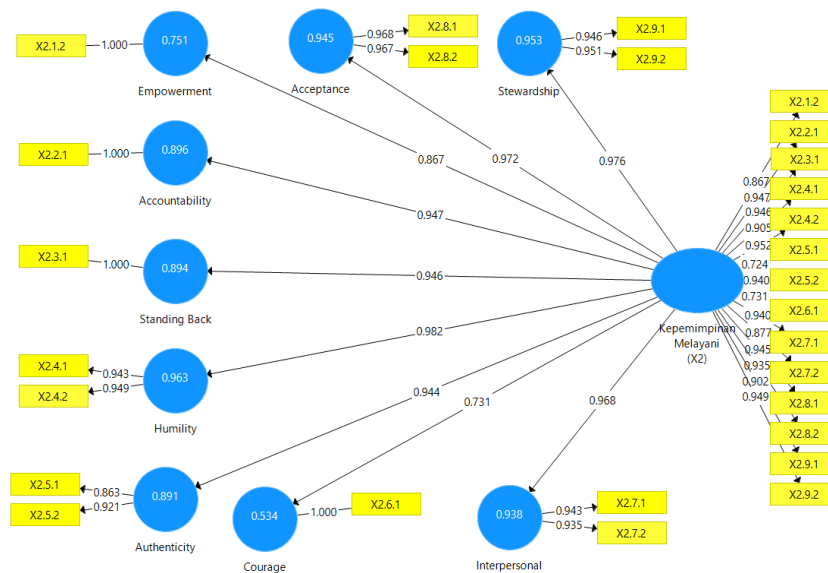 X2.1.2
1.000
0.751
Empowerment
0.945
Acceptance
0.968
X2.8.1
0.967
X2.8.2
0.953
Stewardship
0.946
X2.9.1
0.951
X2.9.2
X2.2.1
1.000
0.896
Accountability
X2.3.1
1.000
0.894
Standing Back
X2.4.1
0.943
X2.4.2
0.949
0.963
Humility
X2.5.1
0.863
X2.5.2
0.921
0.891
Authenticity
0.534
Courage
1.000
X2.6.1
0.938
Interpersonal
0.943
X2.7.1
0.935
X2.7.2
0.867
0.972
0.976
0.947
0.946
0.982
0.944
0.731
0.968
Kepemimpinan
Melayani
(X2)
0.867
0.947
0.946
0.905
0.952
0.724
0.940
0.731
0.940
0.877
0.945
0.935
0.902
0.949
X2.1.2
X2.2.1
X2.3.1
X2.4.1
X2.4.2
X2.5.1
X2.5.2
X2.6.1
X2.7.1
X2.7.2
X2.8.1
X2.8.2
X2.9.1
X2.9.2